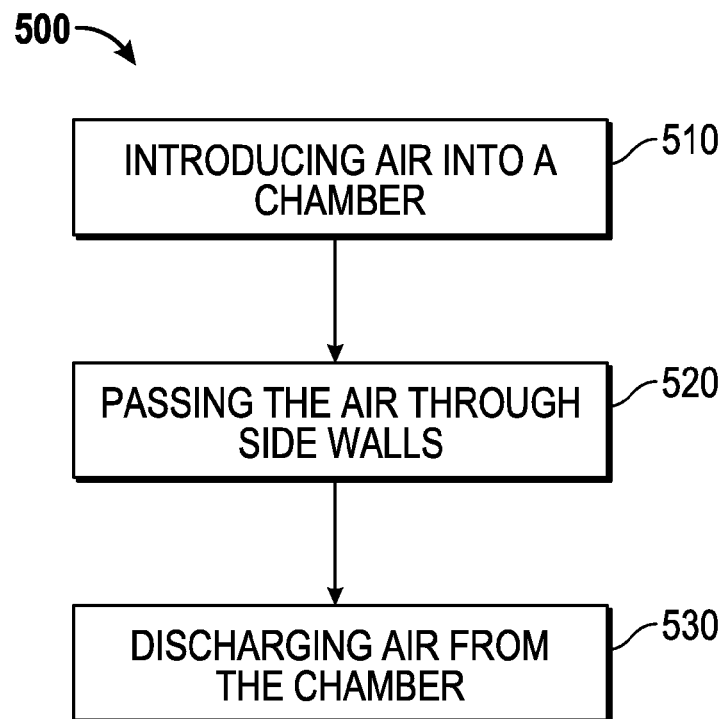 500
INTRODUCING AIR INTO A
CHAMBER
510
PASSING THE AIR THROUGH
SIDE WALLS
520
DISCHARGING AIR FROM
THE CHAMBER
530